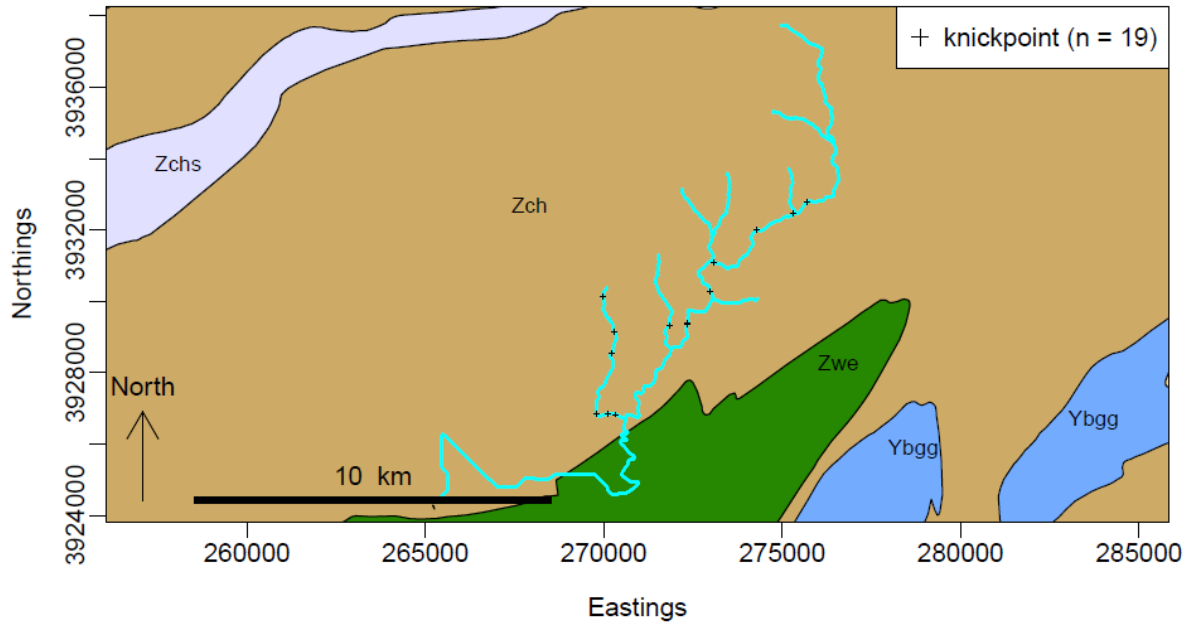 + knickpoint (n = 19)
3936000
3932000
3928000
3924000
Northings
Zchs
Zch
Zwe
Ybgg
Ybgg
North
10 km
260000
265000
270000
275000
280000
285000
Eastings